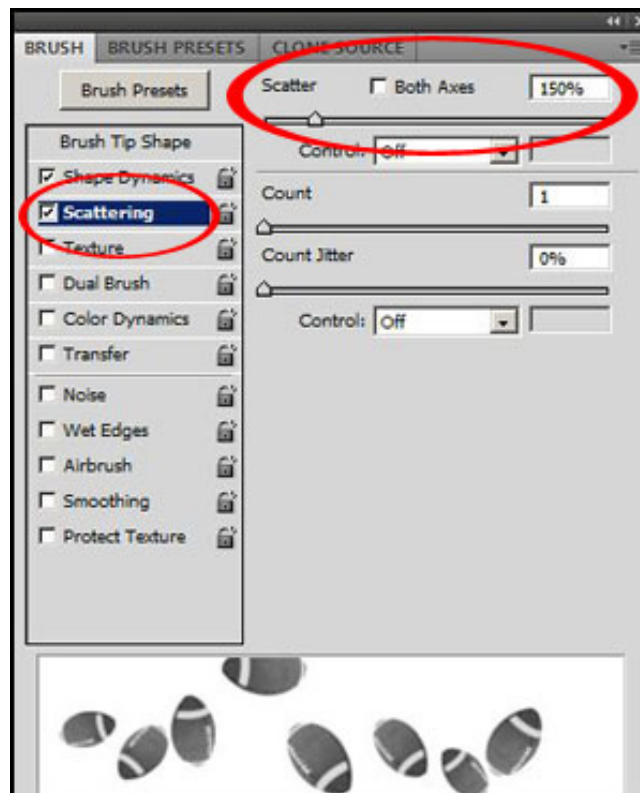 BRUSH BRUSH PRESETS CLONE SOURCE
Brush Presets
Scatter Both Axes 150%
Control: Off
Brush Tip Shape
Shape Dynamics
Scattering
Texture
Dual Brush
Color Dynamics
Transfer
Noise
Wet Edges
Airbrush
Smoothing
Protect Texture
Count 1
Count Jitter 0%
Control: Off